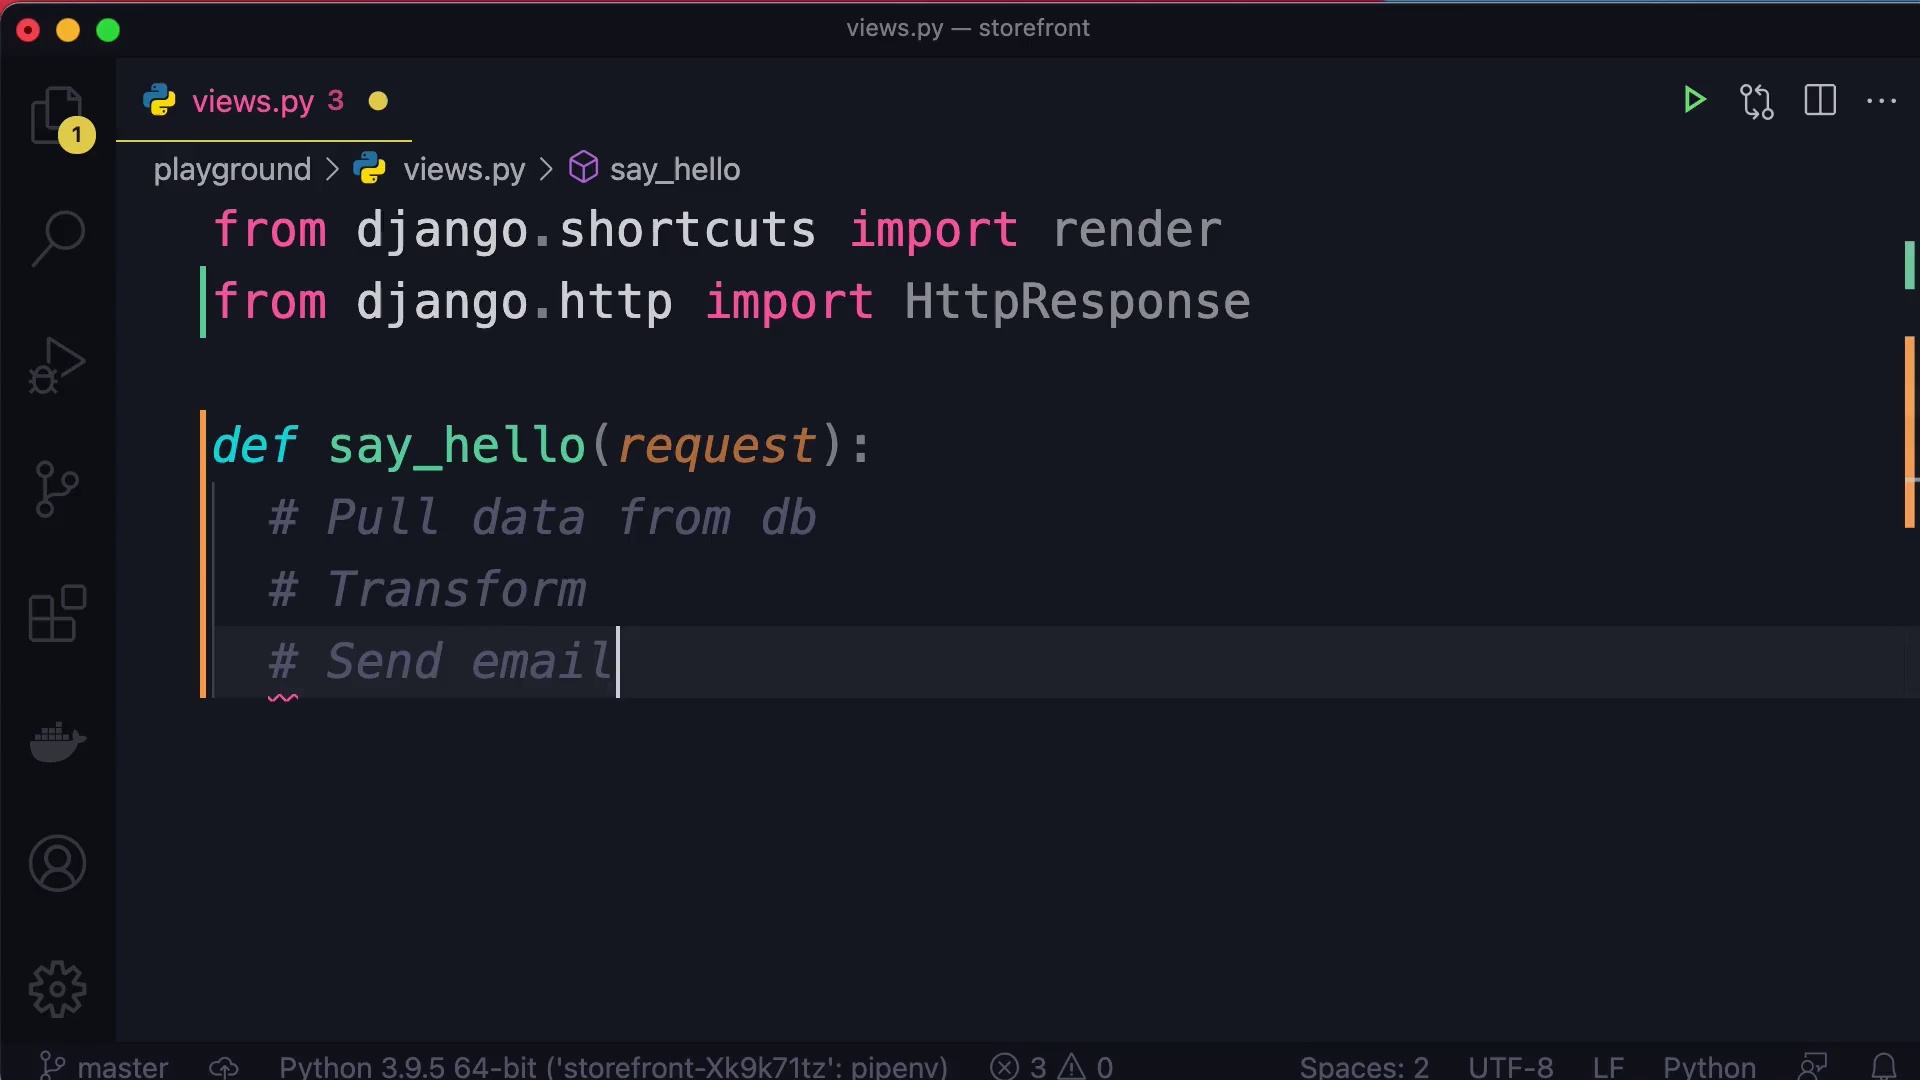 views.py — storefront
views.py 3
1
playground > views.py > say_hello
from django.shortcuts import render
from django.http import HttpResponse
def say_hello(request):
# Pull data from db
# Transform
# Send email
master Python 3.9.5 64-bit ('storefront-Xk9k71tz': pipenv) 3 0 Spaces: 2 UTF-8 LF Python